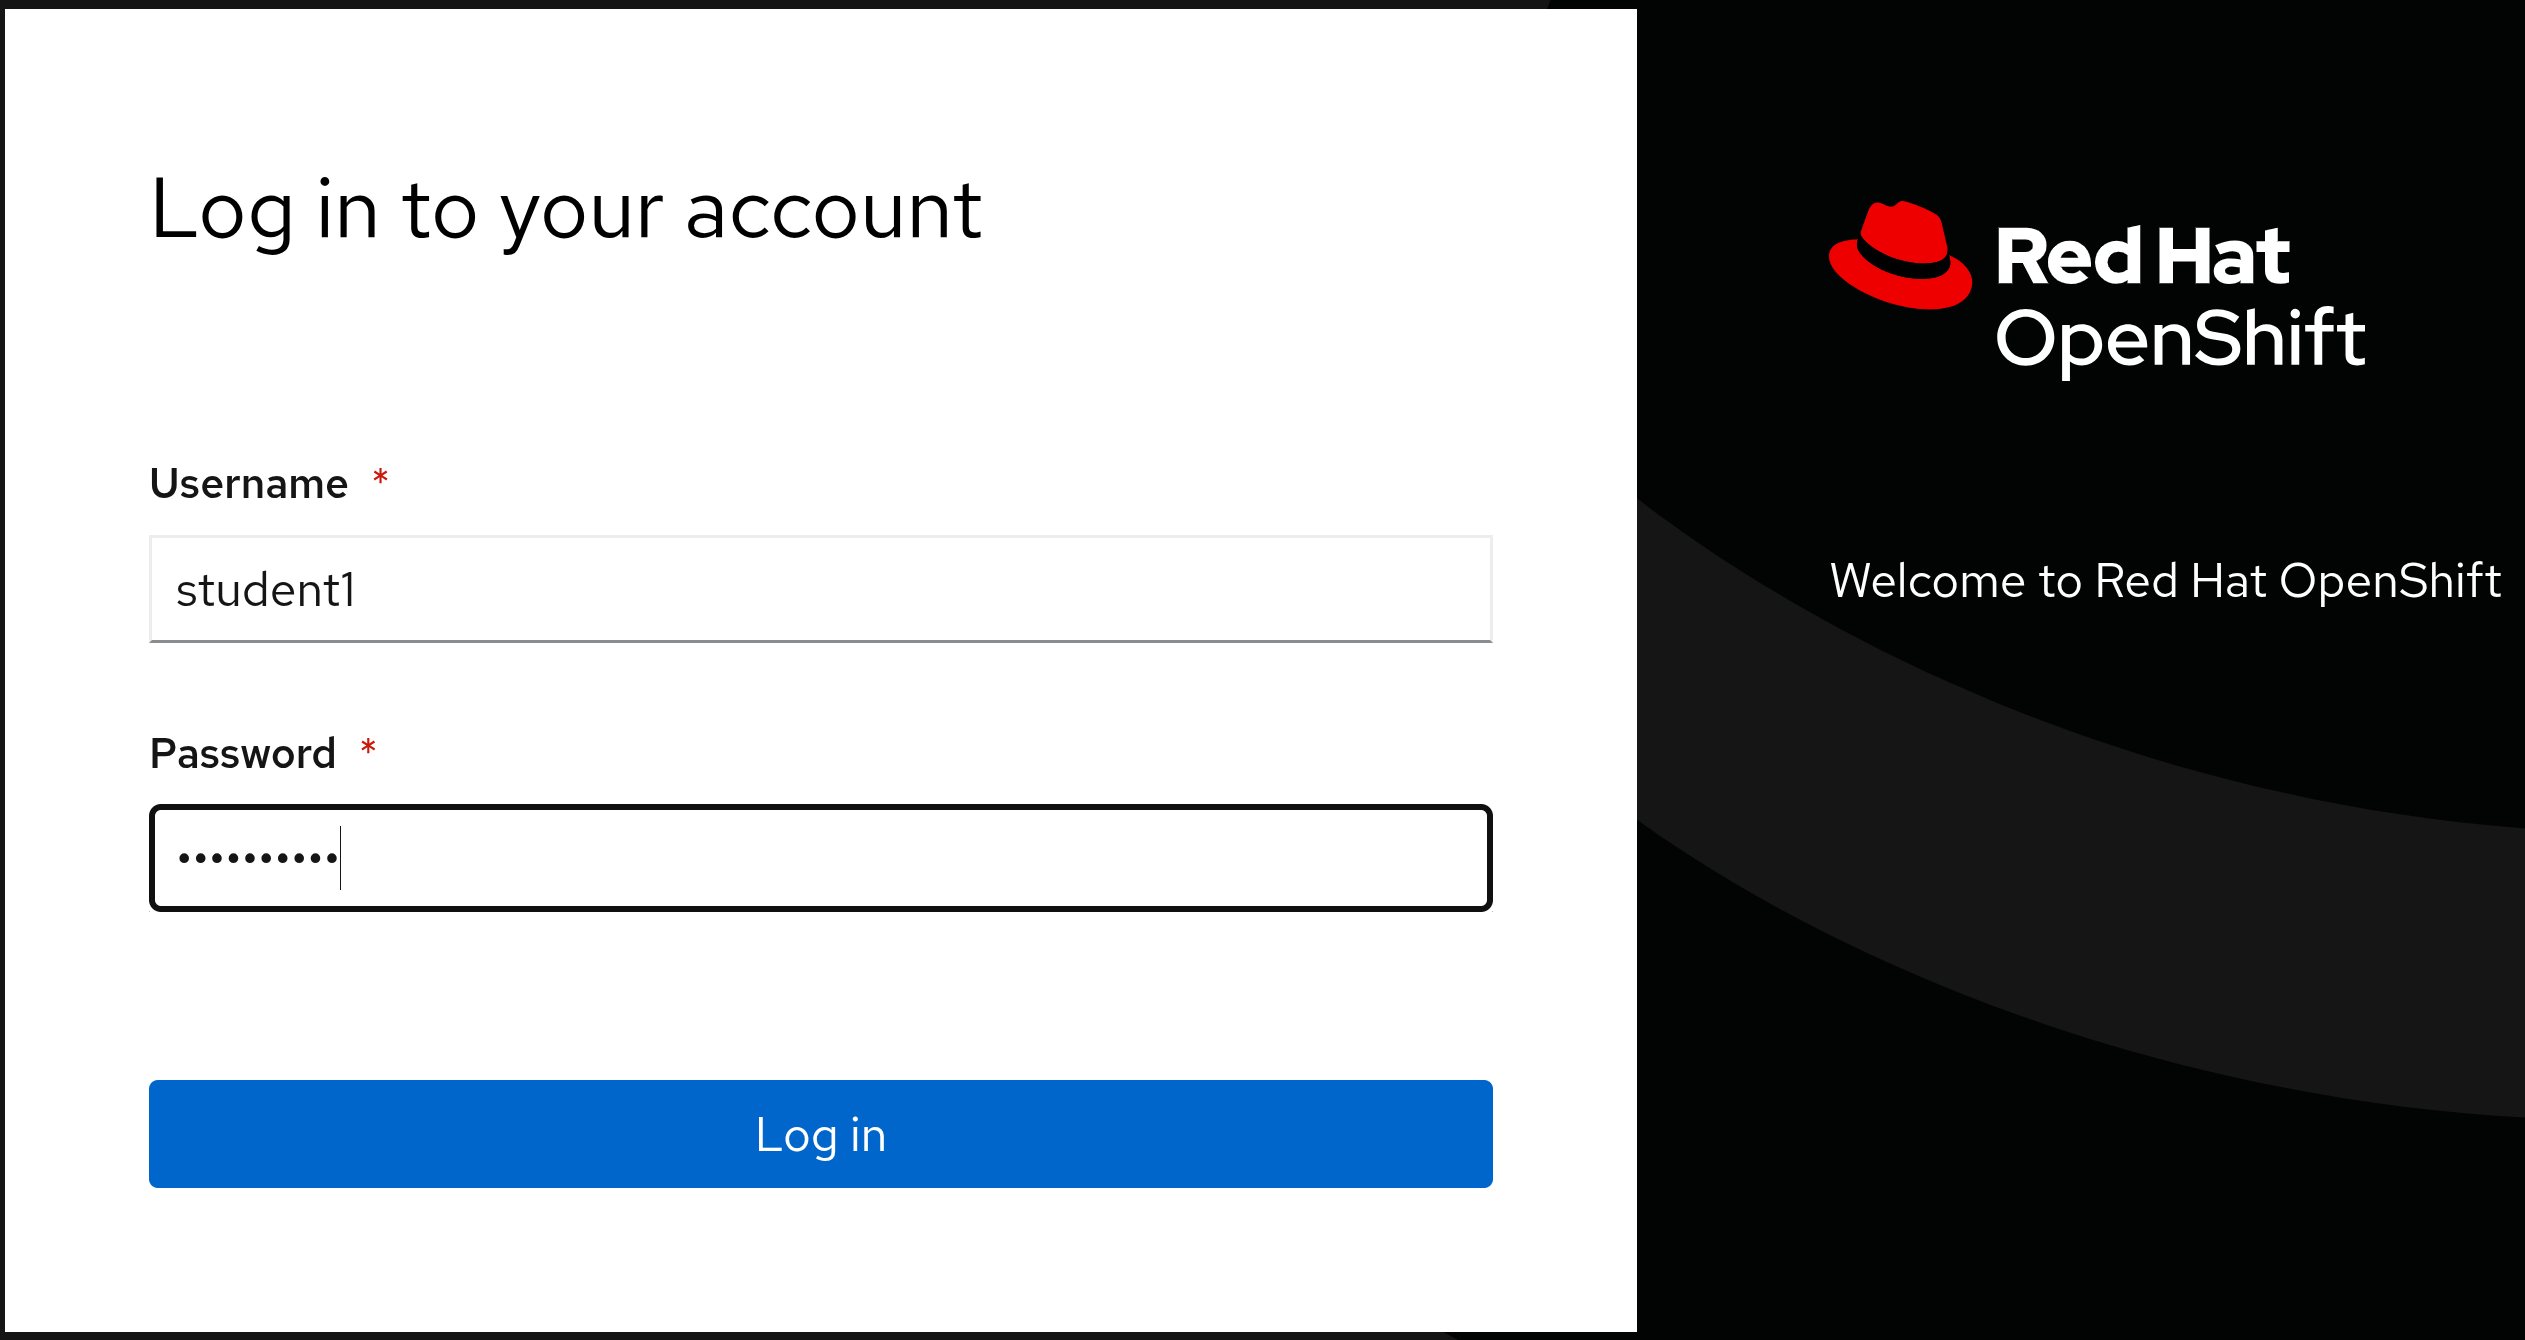 Log in to your account
Username *
student1
Password *
••••••••••
Log in
Red Hat
OpenShift
Welcome to Red Hat OpenShift